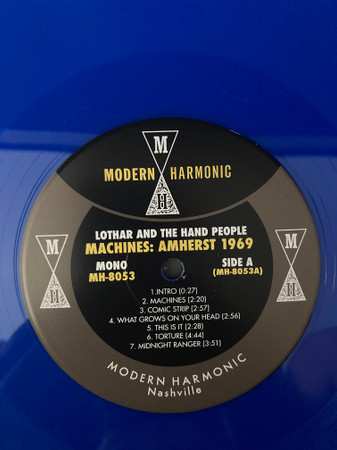 M
MODERN HARMONIC
H
LOTHAR AND THE HAND PEOPLE
MACHINES: AMHERST 1969
MONO
MH-8053
SIDE A
(MH-8053A)
1.INTRO (0:27)
2. MACHINES (2:20)
3. COMIC STRIP (2:57)
4. WHAT GROWS ON YOUR HEAD (2:56)
5. THIS IS IT (2:28)
6. TORTURE (4:44)
7. MIDNIGHT RANGER (3:51)
M
H
M
H
MODERN HARMONIC
Nashville